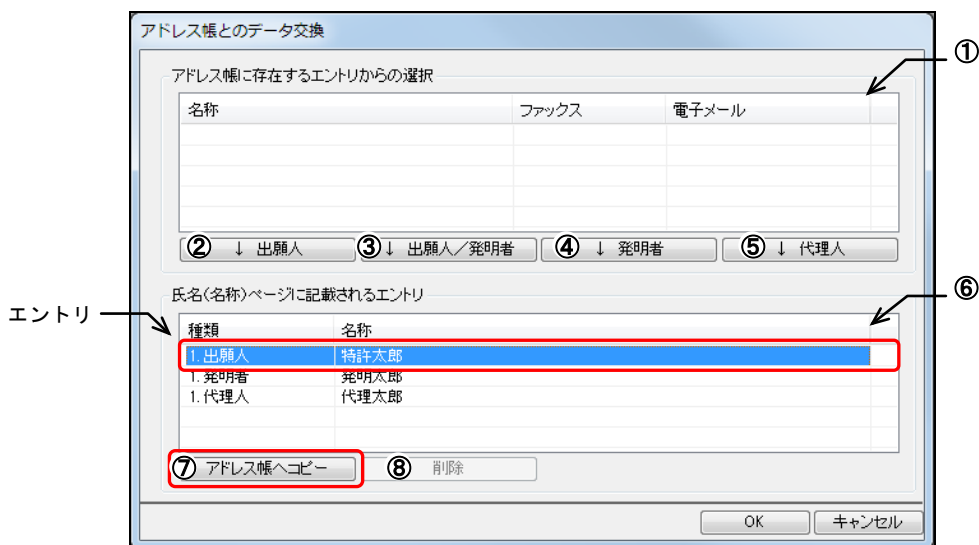 アドレス帳とのデータ交換
①
アドレス帳に存在するエントリからの選択
名称 ファックス 電子メール
② ↓ 出願人 ③ ↓ 出願人／発明者 ④ ↓ 発明者 ⑤ ↓ 代理人
氏名(名称)ページに記載されるエントリ
⑥
エントリ
種類 名称
1.出願人 特許太郎
1.発明者 発明太郎
1.代理人 代理太郎
⑦ アドレス帳へコピー ⑧ 削除
OK キャンセル